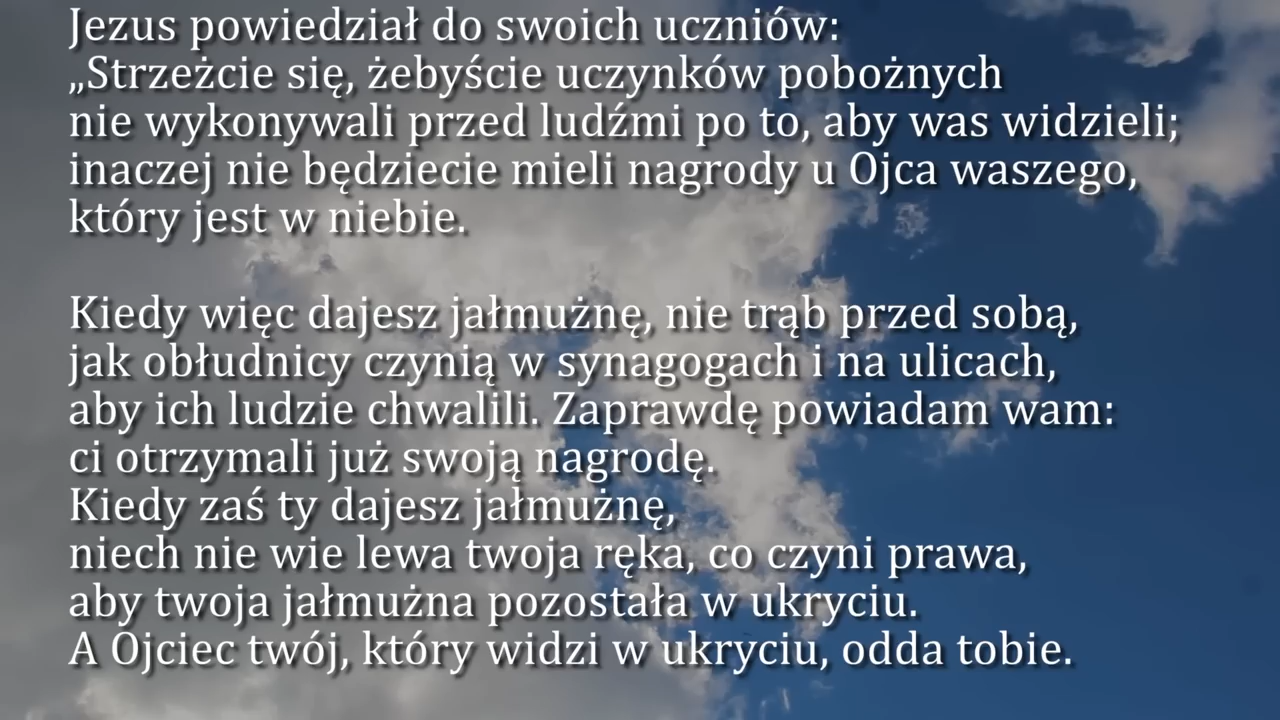 Jezus powiedział do swoich uczniów:
„Strzeżcie się, żebyście uczynków pobożnych
nie wykonywali przed ludźmi po to, aby was widzieli;
inaczej nie będziecie mieli nagrody u Ojca waszego,
który jest w niebie.
Kiedy więc dajesz jałmużnę, nie trąb przed sobą,
jak obłudnicy czynią w synagogach i na ulicach,
aby ich ludzie chwalili. Zaprawdę powiadam wam:
ci otrzymali już swoją nagrodę.
Kiedy zaś ty dajesz jałmużnę,
niech nie wie lewa twoja ręka, co czyni prawa,
aby twoja jałmużna pozostała w ukryciu.
A Ojciec twój, który widzi w ukryciu, odda tobie.